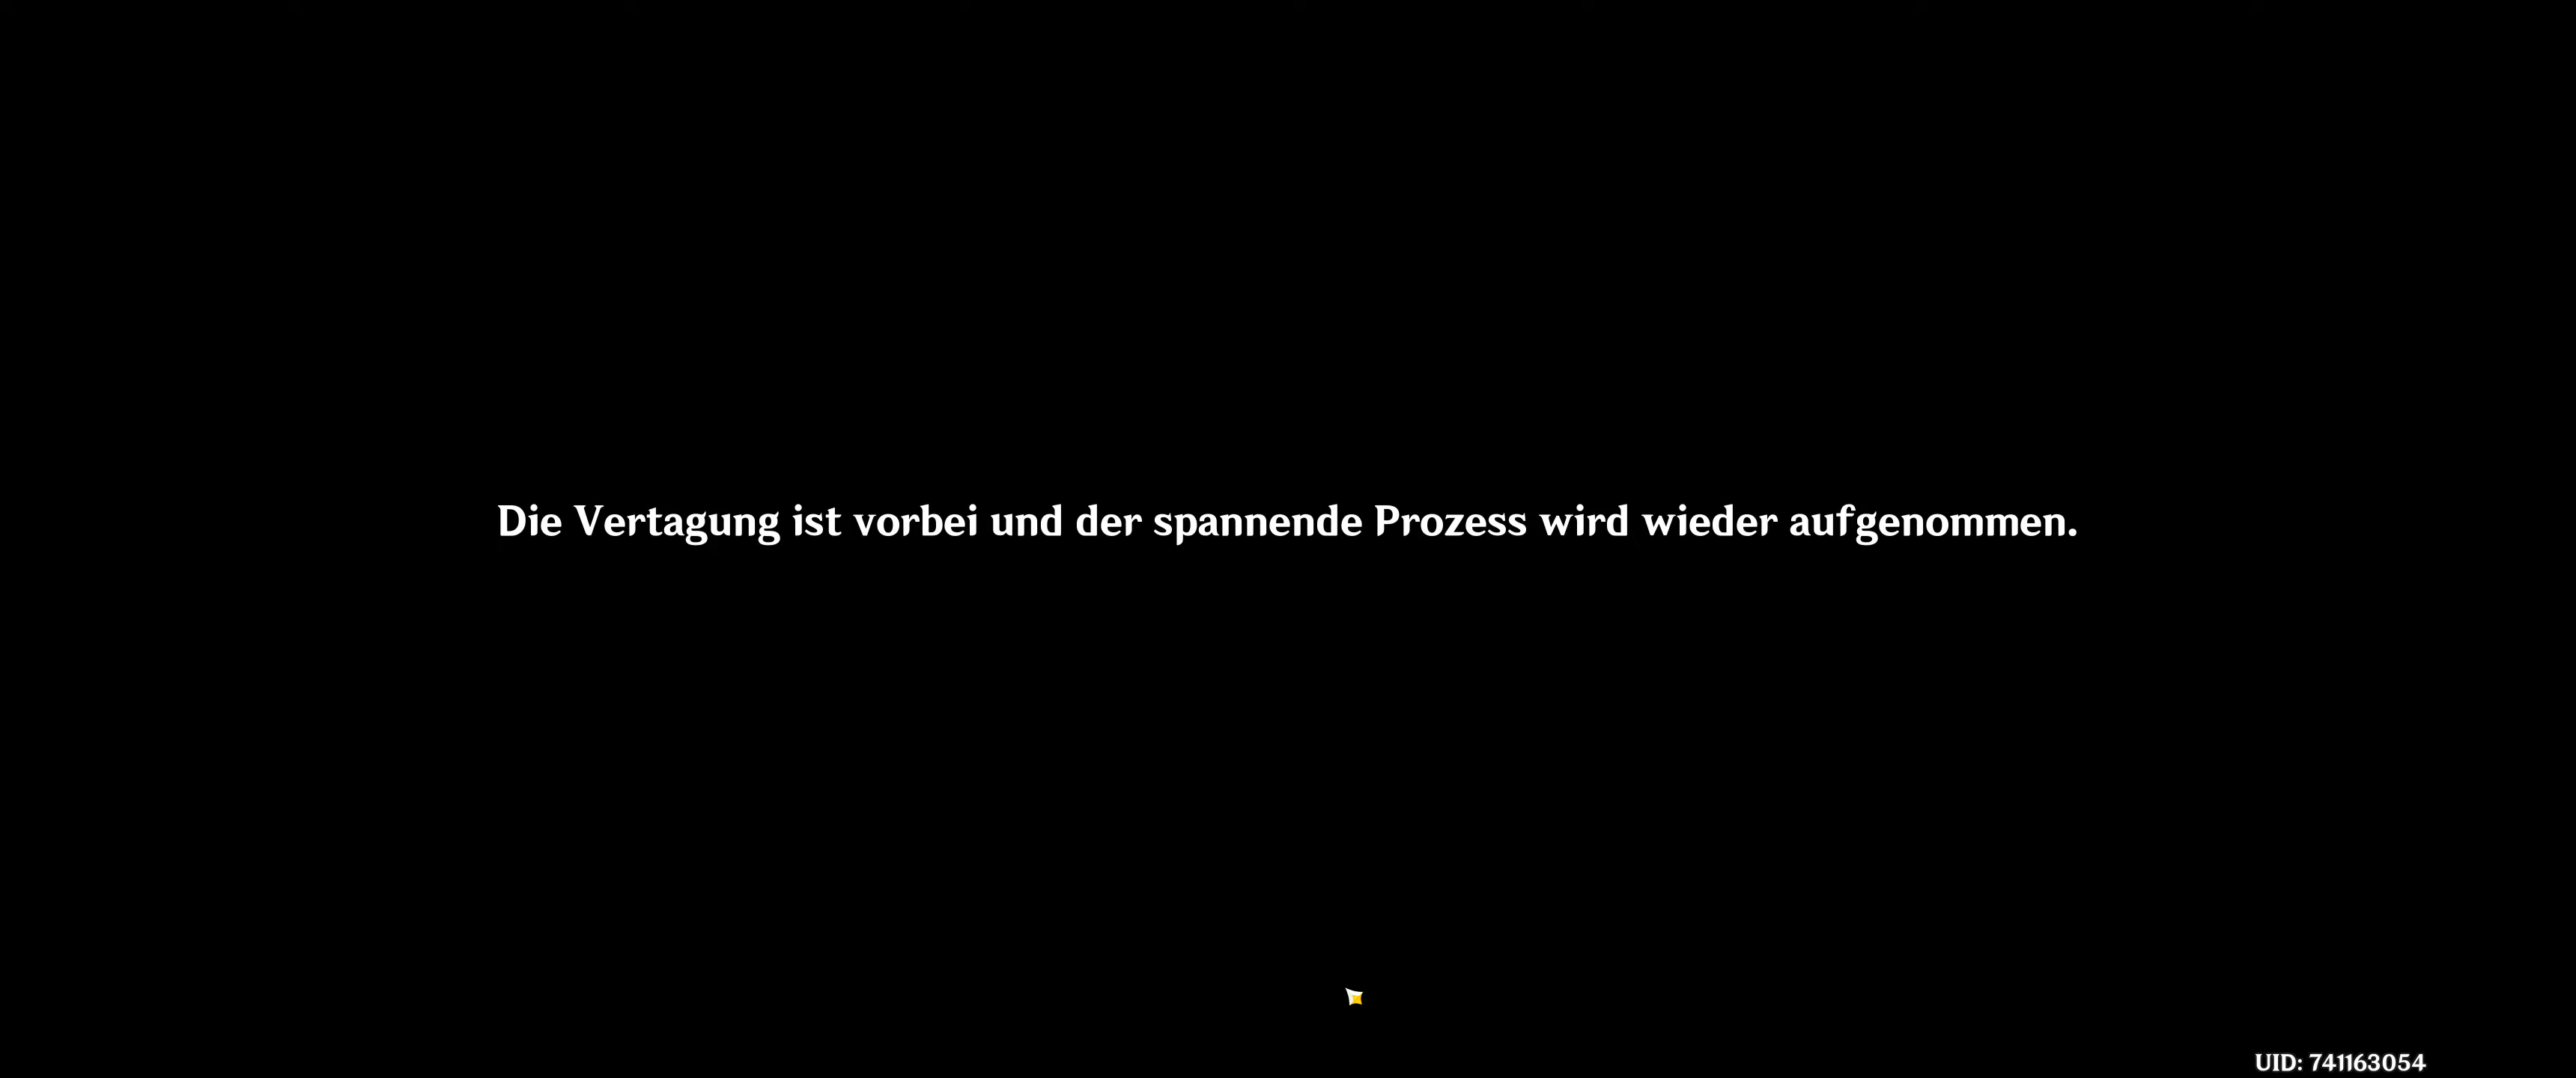 Die Vertagung ist vorbei und der spannende Prozess wird wieder aufgenommen.
UID: 741163054